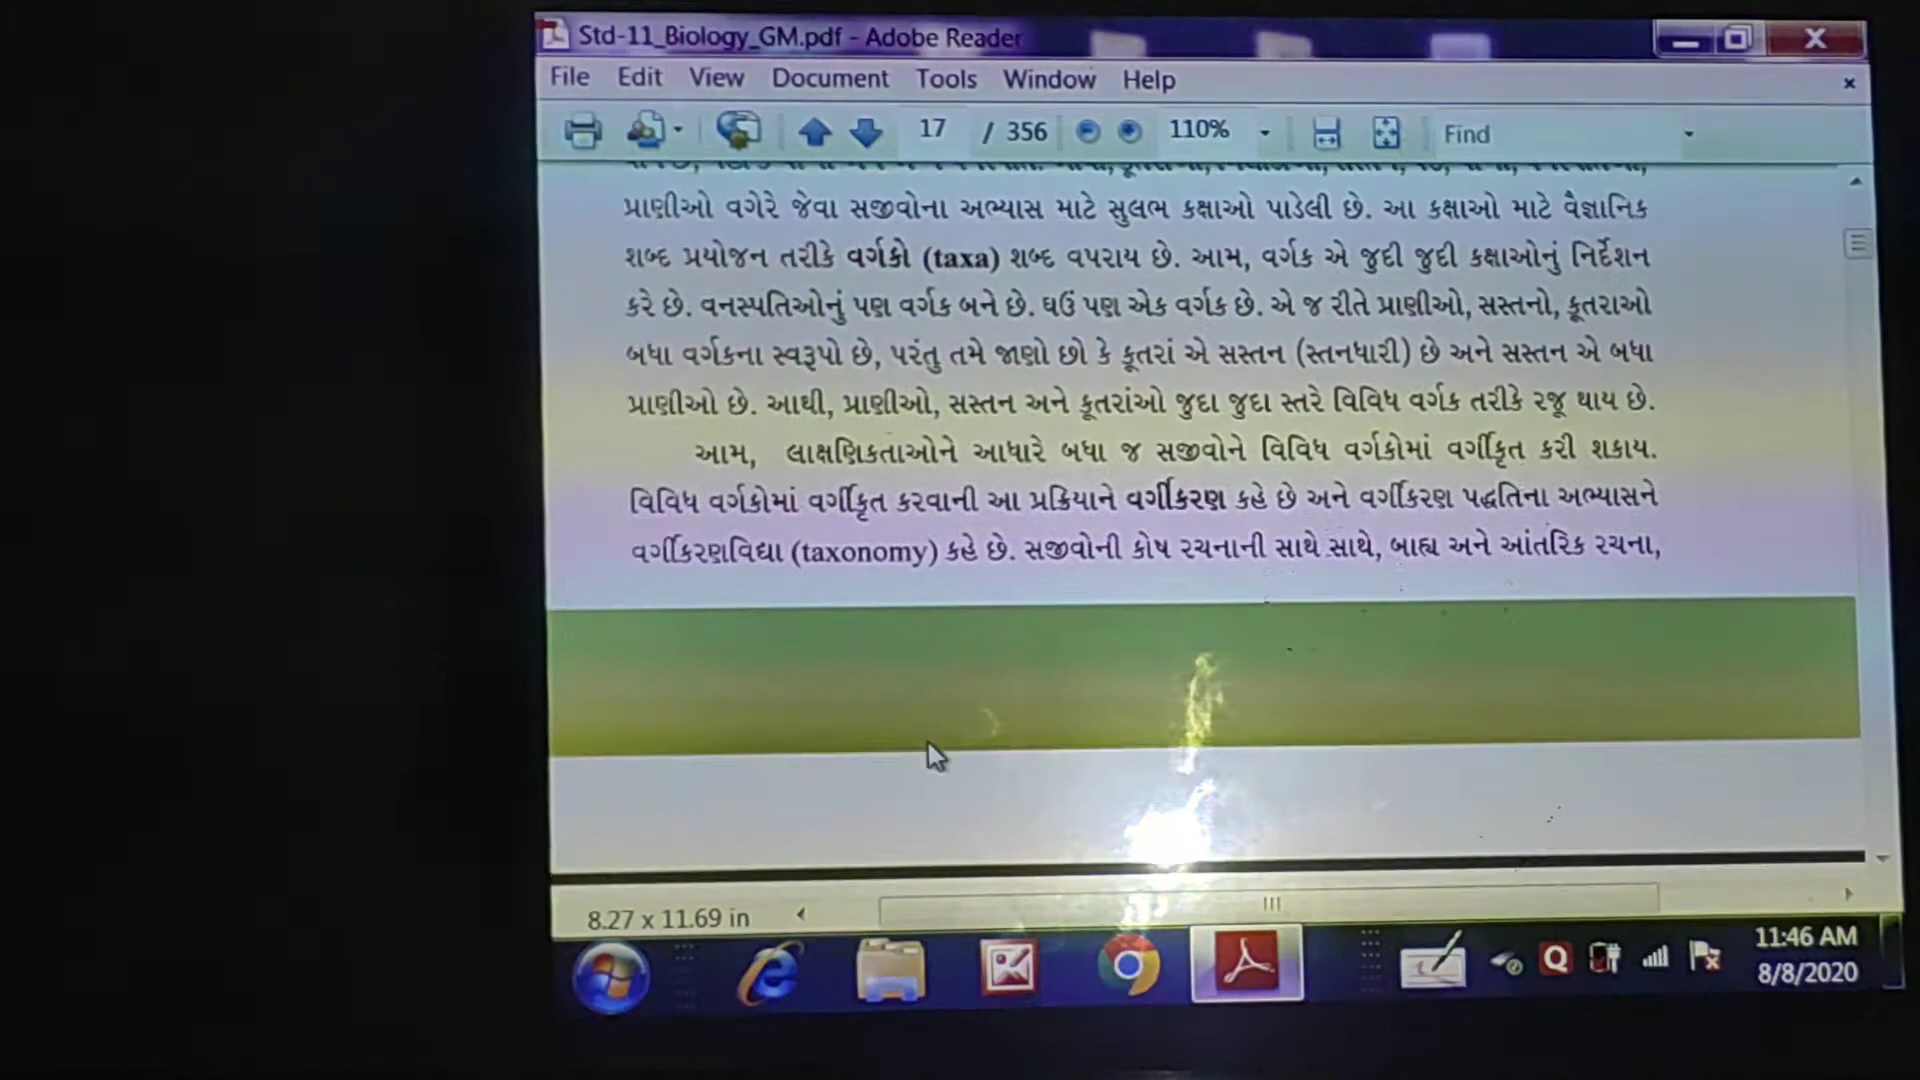 Std-11_Biology_GM.pdf - Adobe Reader
File Edit View Document Tools Window Help
17 / 356 110% Find
પ્રાણીઓ વગેરે જેવા સજીવોના અભ્યાસ માટે સુલભ કક્ષાઓ પાડેલી છે. આ કક્ષાઓ માટે વૈજ્ઞાનિક
શબ્દ પ્રયોજન તરીકે વર્ગકો (taxa) શબ્દ વપરાય છે. આમ, વર્ગક એ જુદી જુદી કક્ષાઓનું નિર્દેશન
કરે છે. વનસ્પતિઓનું પણ વર્ગક બને છે. ઘઉં પણ એક વર્ગક છે. એ જ રીતે પ્રાણીઓ, સસ્તનો, કૂતરાઓ
બધા વર્ગકના સ્વરૂપો છે, પરંતુ તમે જાણો છો કે કૂતરાં એ સસ્તન (સ્તનધારી) છે અને સસ્તન એ બધા
પ્રાણીઓ છે. આથી, પ્રાણીઓ, સસ્તન અને કૂતરાંઓ જુદા જુદા સ્તરે વિવિધ વર્ગક તરીકે રજૂ થાય છે.
આમ, લાક્ષણિકતાઓને આધારે બધા જ સજીવોને વિવિધ વર્ગકોમાં વર્ગીકૃત કરી શકાય.
વિવિધ વર્ગકોમાં વર્ગીકૃત કરવાની આ પ્રક્રિયાને વર્ગીકરણ કહે છે અને વર્ગીકરણ પદ્ધતિના અભ્યાસને
વર્ગીકરણવિદ્યા (taxonomy) કહે છે. સજીવોની કોષ રચનાની સાથે સાથે, બાહ્ય અને આંતરિક રચના,
8.27 x 11.69 in
11:46 AM
8/8/2020